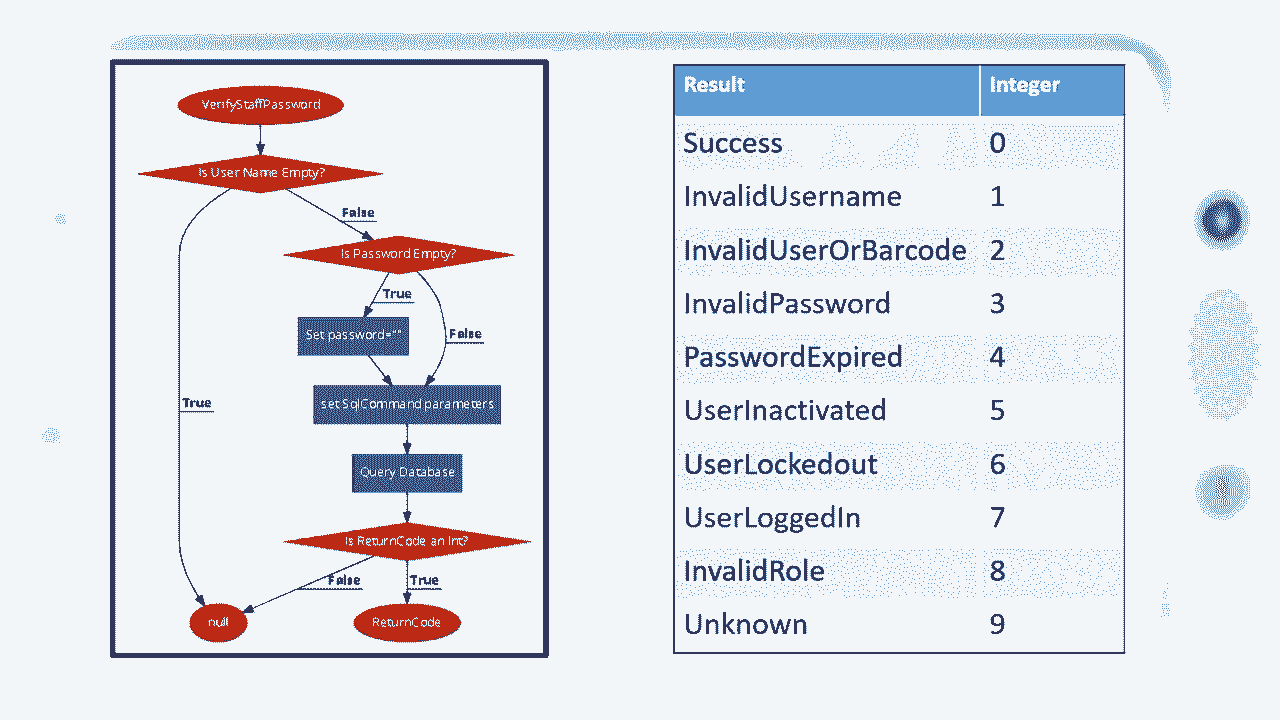 VerifyStaffPassword
Is User Name Empty?
False
Is Password Empty?
True
Set password=""
False
set SqlCommand parameters
True
Query Database
Is ReturnCode an Int?
False
True
null
ReturnCode
Result Integer
Success 0
InvalidUsername 1
InvalidUserOrBarcode 2
InvalidPassword 3
PasswordExpired 4
UserInactivated 5
UserLockedout 6
UserLoggedIn 7
InvalidRole 8
Unknown 9